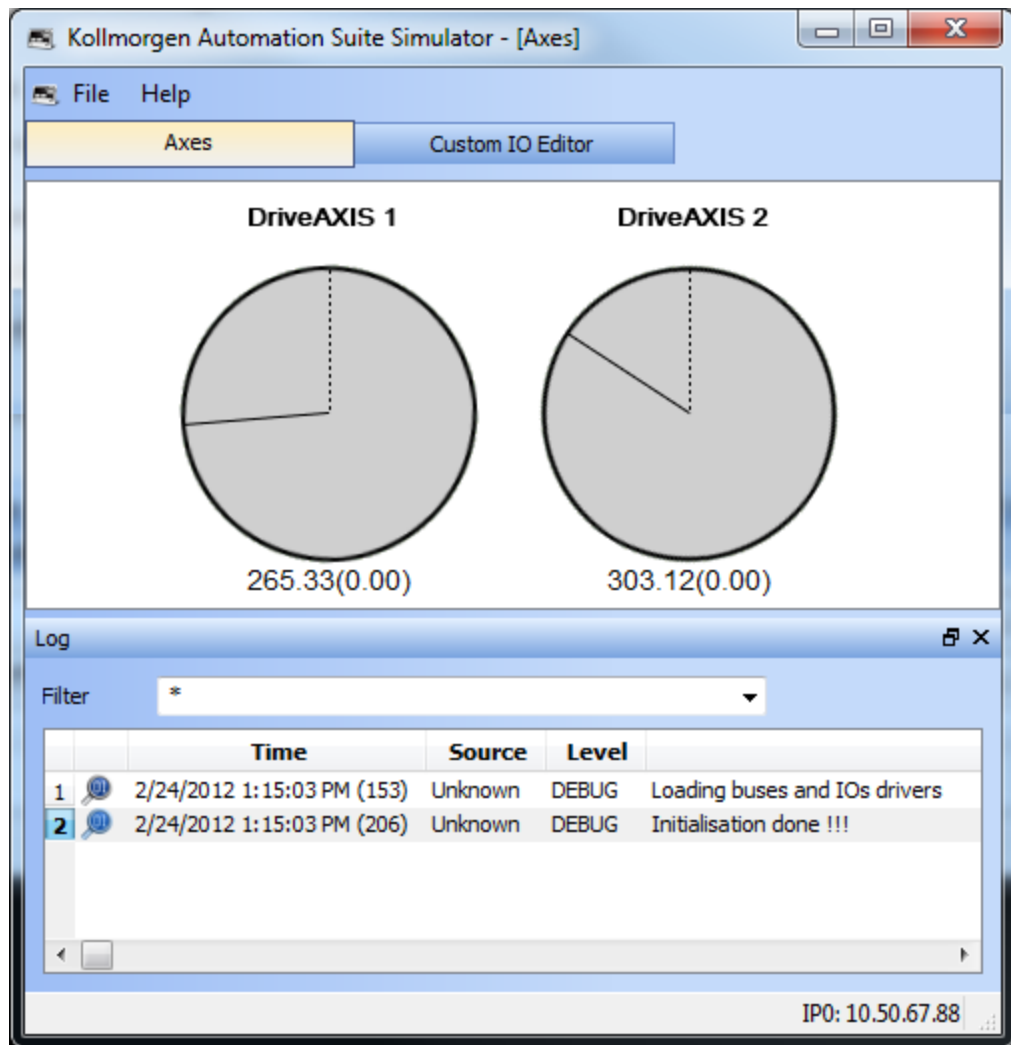 Kollmorgen Automation Suite Simulator - [Axes]
File Help
Axes Custom IO Editor
DriveAXIS 1 DriveAXIS 2
265.33(0.00) 303.12(0.00)
Log
Filter *
Time Source Level
1 2/24/2012 1:15:03 PM (153) Unknown DEBUG Loading buses and IOs drivers
2 2/24/2012 1:15:03 PM (206) Unknown DEBUG Initialisation done !!!
IP0: 10.50.67.88